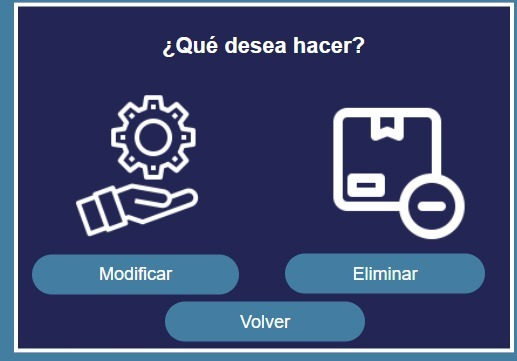 ¿Qué desea hacer?
Modificar
Eliminar
Volver